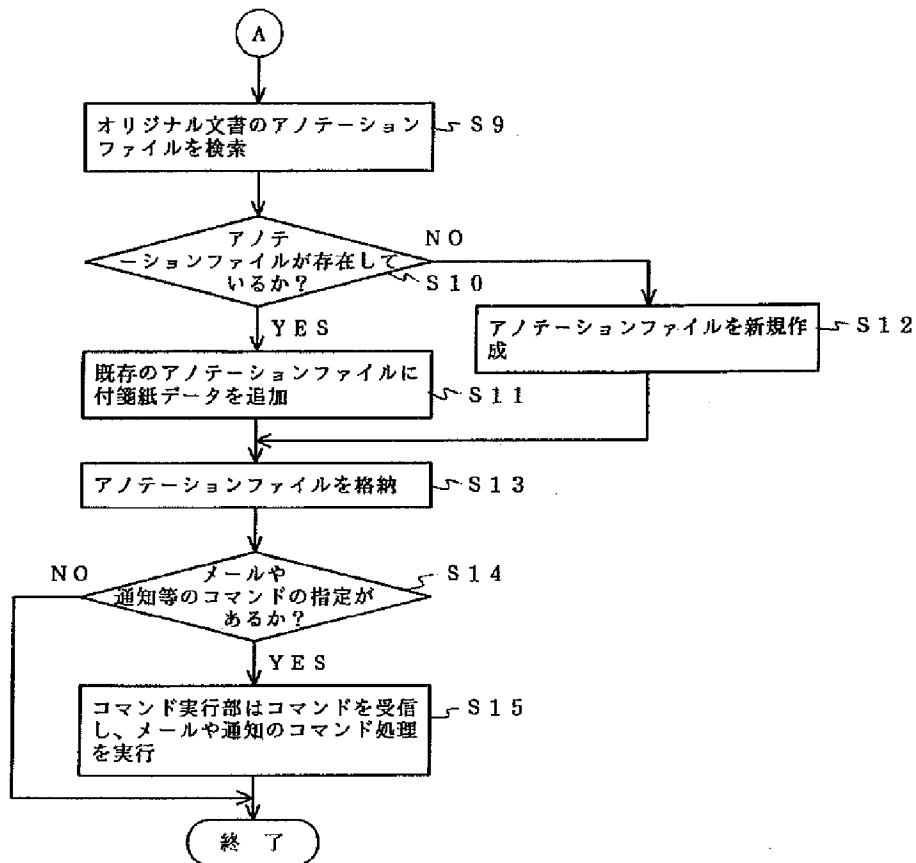 A
オリジナル文書のアノテーション
ファイルを検索
S9
アノテ
ーションファイルが存在して
いるか?
S10
NO
YES
アノテーションファイルを新規作
成
S12
既存のアノテーションファイルに
付箋紙データを追加
S11
アノテーションファイルを格納
S13
メールや
通知等のコマンドの指定が
あるか?
S14
NO
YES
コマンド実行部はコマンドを受信
し、メールや通知のコマンド処理
を実行
S15
終 了